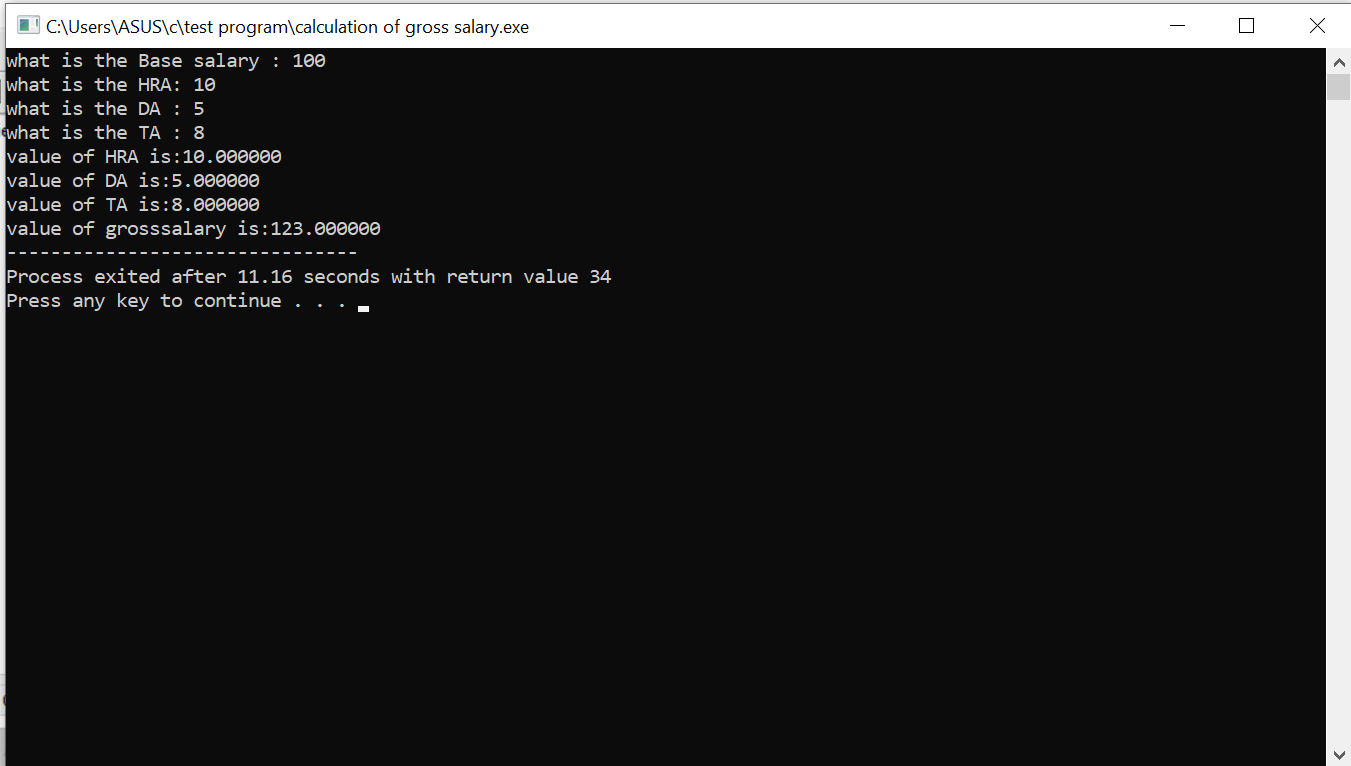 C:\Users\ASUS\c\test program\calculation of gross salary.exe
what is the Base salary : 100
what is the HRA: 10
what is the DA : 5
what is the TA : 8
value of HRA is:10.000000
value of DA is:5.000000
value of TA is:8.000000
value of grosssalary is:123.000000
--------------------------------
Process exited after 11.16 seconds with return value 34
Press any key to continue . . .